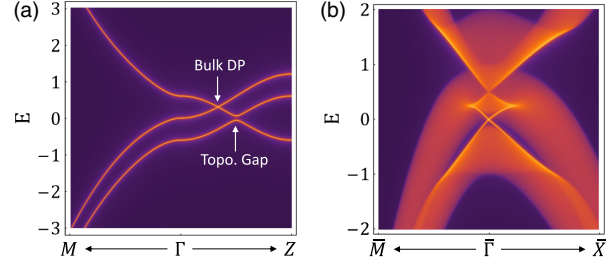 (a)
3
2
1
0
−1
−2
−3
E
Bulk DP
Topo. Gap
M
Γ
Z
(b)
2
1
0
−1
−2
E
M̄
Γ̄
X̄